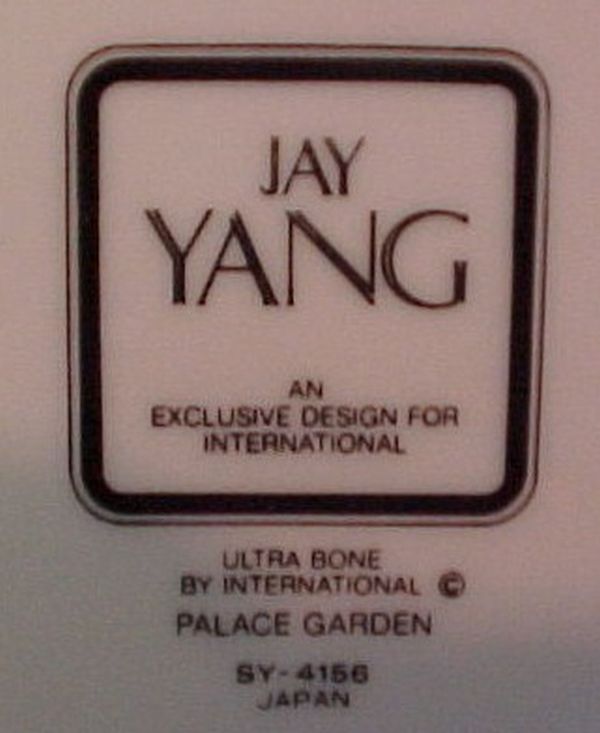 JAY
YANG
AN
EXCLUSIVE DESIGN FOR
INTERNATIONAL
ULTRA BONE
BY INTERNATIONAL ©
PALACE GARDEN
SY-4156
JAPAN